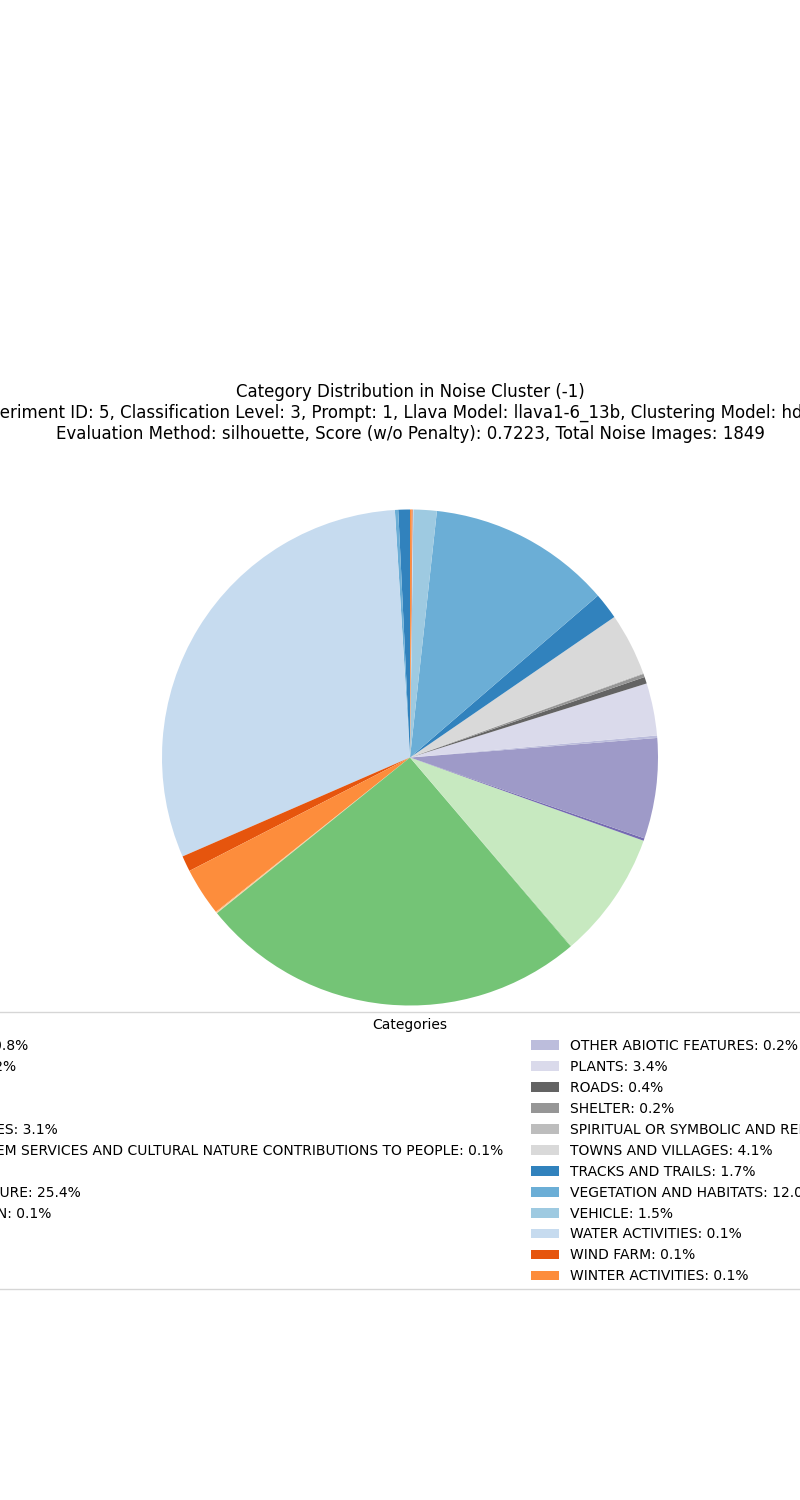 Category Distribution in Noise Cluster (-1)
eriment ID: 5, Classification Level: 3, Prompt: 1, Llava Model: llava1-6_13b, Clustering Model: hd
Evaluation Method: silhouette, Score (w/o Penalty): 0.7223, Total Noise Images: 1849
Categories
0.8%
2%
ES: 3.1%
EM SERVICES AND CULTURAL NATURE CONTRIBUTIONS TO PEOPLE: 0.1%
URE: 25.4%
N: 0.1%
OTHER ABIOTIC FEATURES: 0.2%
PLANTS: 3.4%
ROADS: 0.4%
SHELTER: 0.2%
SPIRITUAL OR SYMBOLIC AND RE
TOWNS AND VILLAGES: 4.1%
TRACKS AND TRAILS: 1.7%
VEGETATION AND HABITATS: 12.0
VEHICLE: 1.5%
WATER ACTIVITIES: 0.1%
WIND FARM: 0.1%
WINTER ACTIVITIES: 0.1%